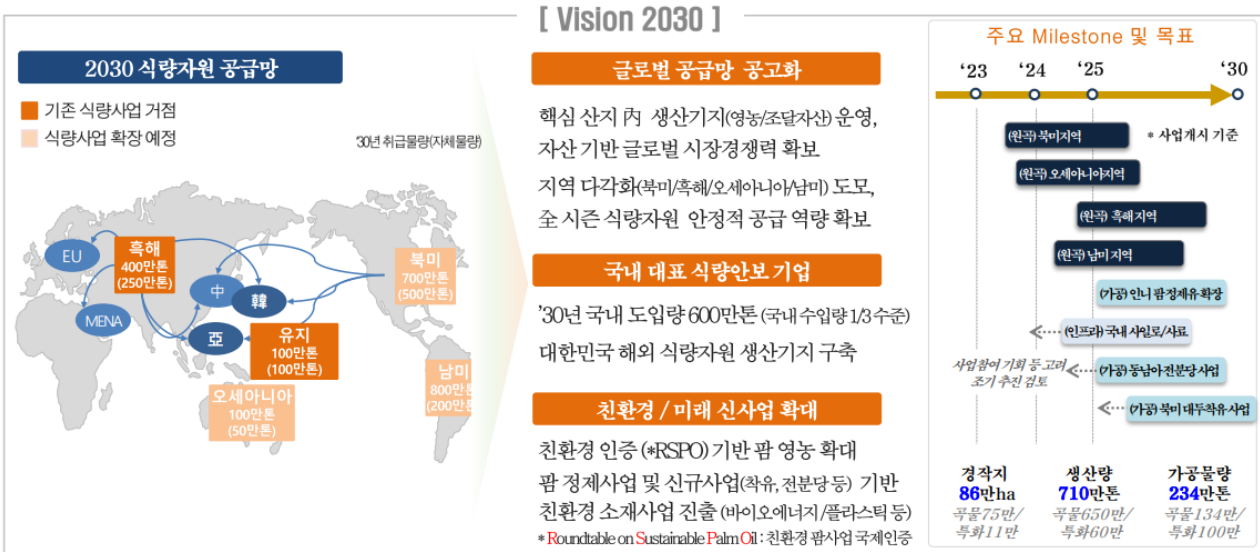 [ Vision 2030 ]
2030 식량자원 공급망
기존 식량사업 거점
식량사업 확장 예정
'30년 취급물량(자체물량)
EU
흑해
400만톤
(250만톤)
MENA
中
韓
亞
유지
100만톤
(100만톤)
오세아니아
100만톤
(50만톤)
북미
700만톤
(500만톤)
남미
800만톤
(200만톤)
글로벌 공급망 공고화
핵심 산지 內 생산기지(영농/조달자산) 운영,
자산 기반 글로벌 시장경쟁력 확보
지역 다각화(북미/흑해/오세아니아/남미) 도모,
全 시즌 식량자원 안정적 공급 역량 확보
국내 대표 식량안보 기업
'30년 국내 도입량 600만톤 (국내 수입량 1/3 수준)
대한민국 해외 식량자원 생산기지 구축
친환경 / 미래 신사업 확대
친환경 인증 (*RSPO) 기반 팜 영농 확대
팜 정제사업 및 신규사업(착유, 전분당 등) 기반
친환경 소재사업 진출 (바이오에너지/플라스틱 등)
* Roundtable on Sustainable Palm Oil : 친환경 팜사업 국제인증
주요 Milestone 및 목표
'23 '24 '25 '30
* 사업개시 기준
(원곡) 북미지역
(원곡) 오세아니아지역
(원곡) 흑해 지역
(원곡) 남미 지역
(가공) 인니 팜 정제유 확장
(인프라) 국내 사일로/사료
(가공) 동남아 전분당 사업
(가공) 북미 대두착유 사업
사업참여 기회 등 고려
조기 추진 검토
경작지 생산량 가공물량
86만ha 710만톤 234만톤
곡물75만/ 곡물650만/ 곡물134만/
특화11만 특화60만 특화100만